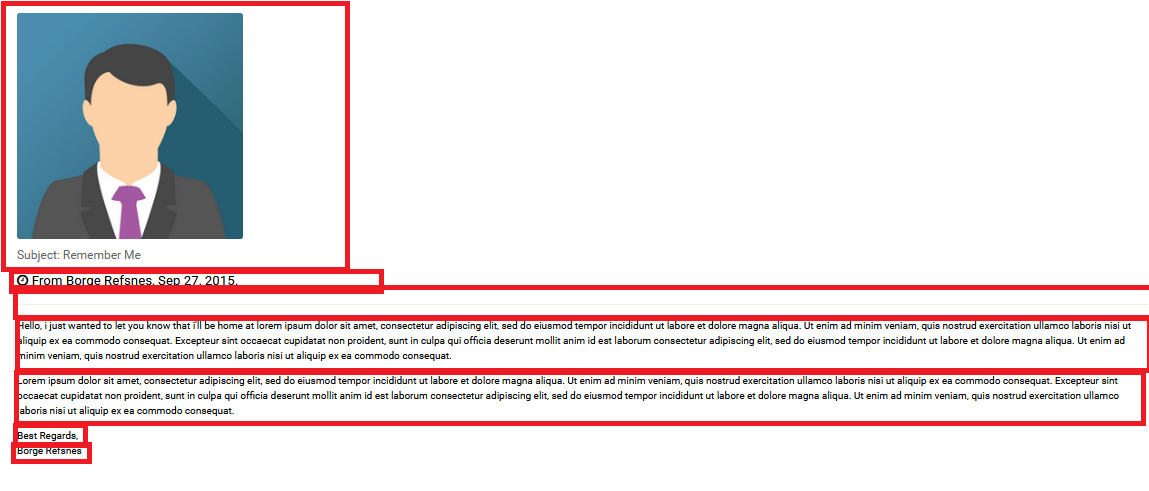 Subject: Remember Me
From Borge Refsnes, Sep 27, 2015.
Hello, i just wanted to let you know that i'll be home at lorem ipsum dolor sit amet, consectetur adipiscing elit, sed do eiusmod tempor incididunt ut labore et dolore magna aliqua. Ut enim ad minim veniam, quis nostrud exercitation ullamco laboris nisi ut
aliquip ex ea commodo consequat. Excepteur sint occaecat cupidatat non proident, sunt in culpa qui officia deserunt mollit anim id est laborum consectetur adipiscing elit, sed do eiusmod tempor incididunt ut labore et dolore magna aliqua. Ut enim ad
minim veniam, quis nostrud exercitation ullamco laboris nisi ut aliquip ex ea commodo consequat.
Lorem ipsum dolor sit amet, consectetur adipiscing elit, sed do eiusmod tempor incididunt ut labore et dolore magna aliqua. Ut enim ad minim veniam, quis nostrud exercitation ullamco laboris nisi ut aliquip ex ea commodo consequat. Excepteur sint
occaecat cupidatat non proident, sunt in culpa qui officia deserunt mollit anim id est laborum consectetur adipiscing elit, sed do eiusmod tempor incididunt ut labore et dolore magna aliqua. Ut enim ad minim veniam, quis nostrud exercitation ullamco
laboris nisi ut aliquip ex ea commodo consequat.
Best Regards,
Borge Refsnes